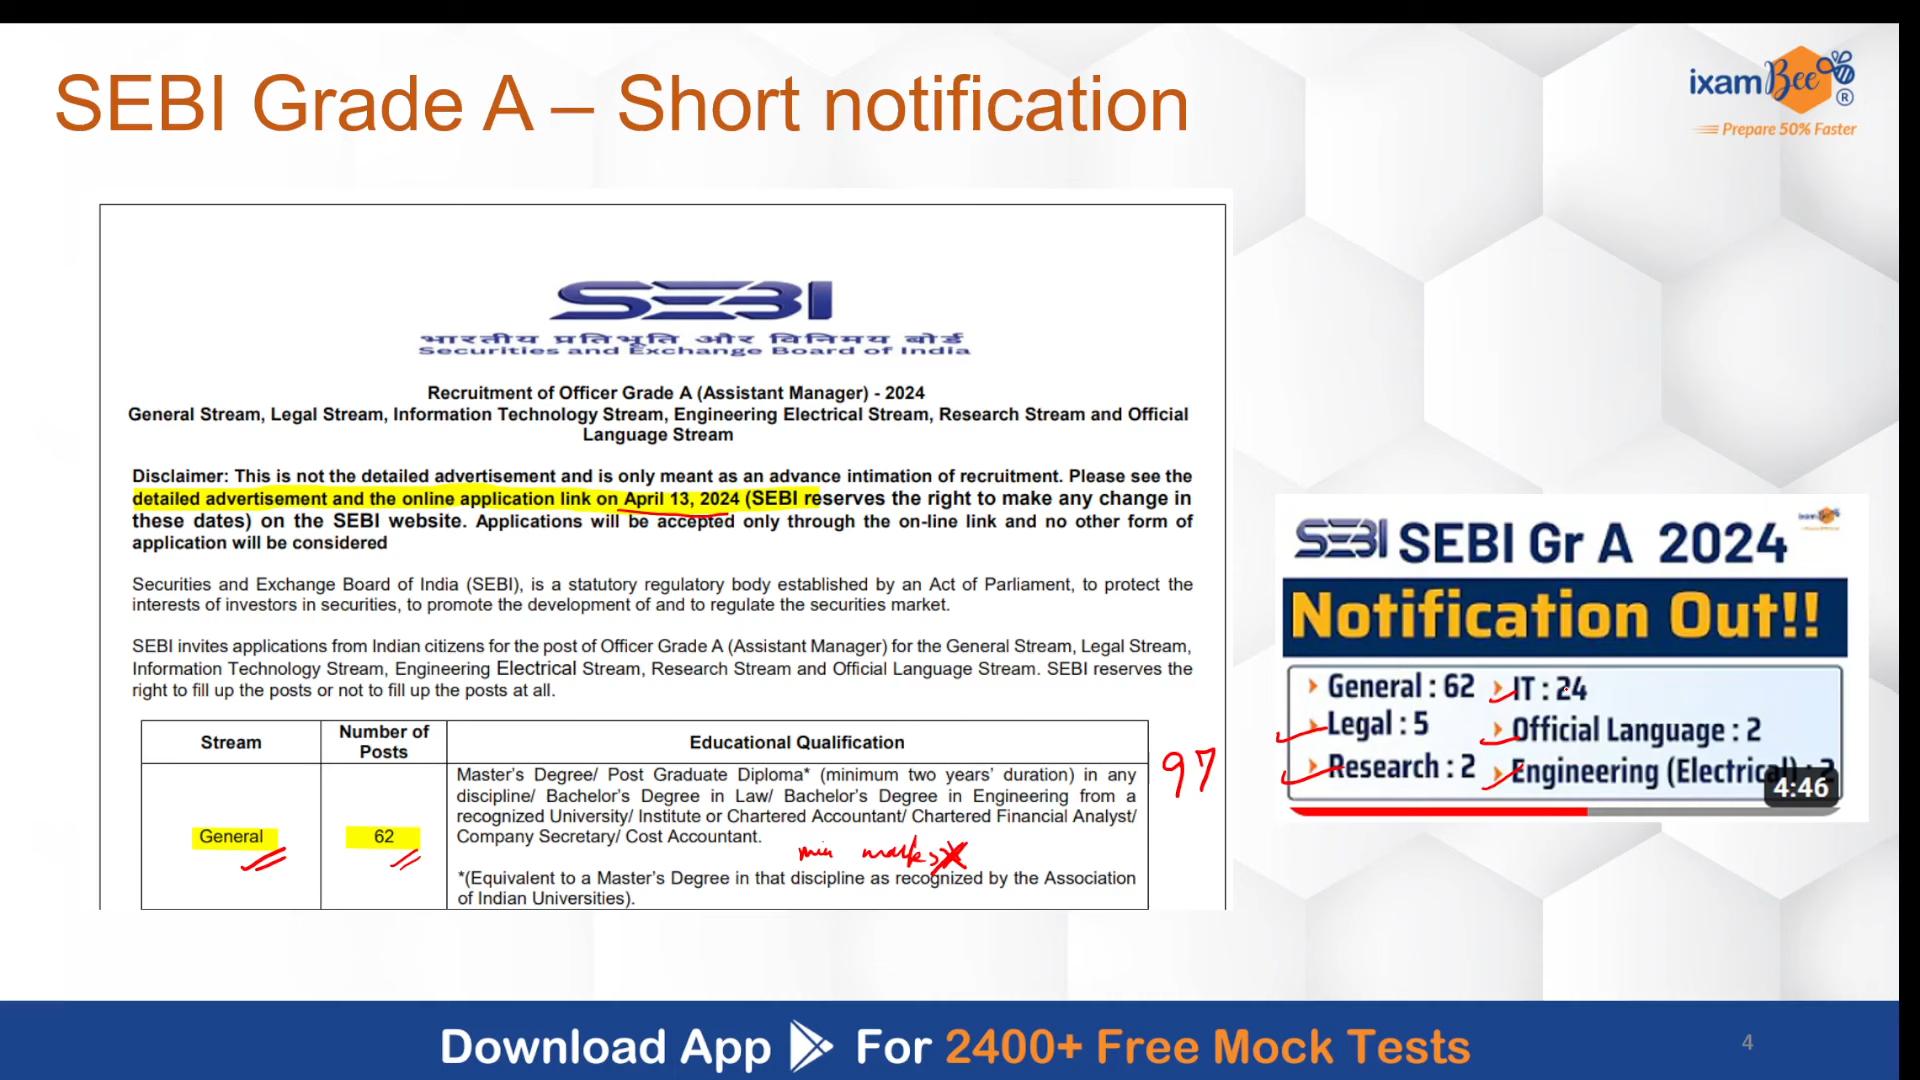 SEBI Grade A – Short notification
ixamBee
®
Prepare 50% Faster
SEBI
भारतीय प्रतिभूति और विनिमय बोर्ड
Securities and Exchange Board of India
Recruitment of Officer Grade A (Assistant Manager) - 2024
General Stream, Legal Stream, Information Technology Stream, Engineering Electrical Stream, Research Stream and Official
Language Stream
Disclaimer: This is not the detailed advertisement and is only meant as an advance intimation of recruitment. Please see the
detailed advertisement and the online application link on April 13, 2024 (SEBI reserves the right to make any change in
these dates) on the SEBI website. Applications will be accepted only through the on-line link and no other form of
application will be considered
Securities and Exchange Board of India (SEBI), is a statutory regulatory body established by an Act of Parliament, to protect the
interests of investors in securities, to promote the development of and to regulate the securities market.
SEBI invites applications from Indian citizens for the post of Officer Grade A (Assistant Manager) for the General Stream, Legal Stream,
Information Technology Stream, Engineering Electrical Stream, Research Stream and Official Language Stream. SEBI reserves the
right to fill up the posts or not to fill up the posts at all.
Stream
Number of
Posts
Educational Qualification
General
62
Master's Degree/ Post Graduate Diploma* (minimum two years' duration) in any
discipline/ Bachelor's Degree in Law/ Bachelor's Degree in Engineering from a
recognized University/ Institute or Chartered Accountant/ Chartered Financial Analyst/
Company Secretary/ Cost Accountant.
min marks
*(Equivalent to a Master's Degree in that discipline as recognized by the Association
of Indian Universities).
97
SEBI SEBI Gr A 2024
Notification Out!!
General : 62
IT : 24
Legal : 5
Official Language : 2
Research : 2
Engineering (Electrical) : 2
4:46
Download App For 2400+ Free Mock Tests
4